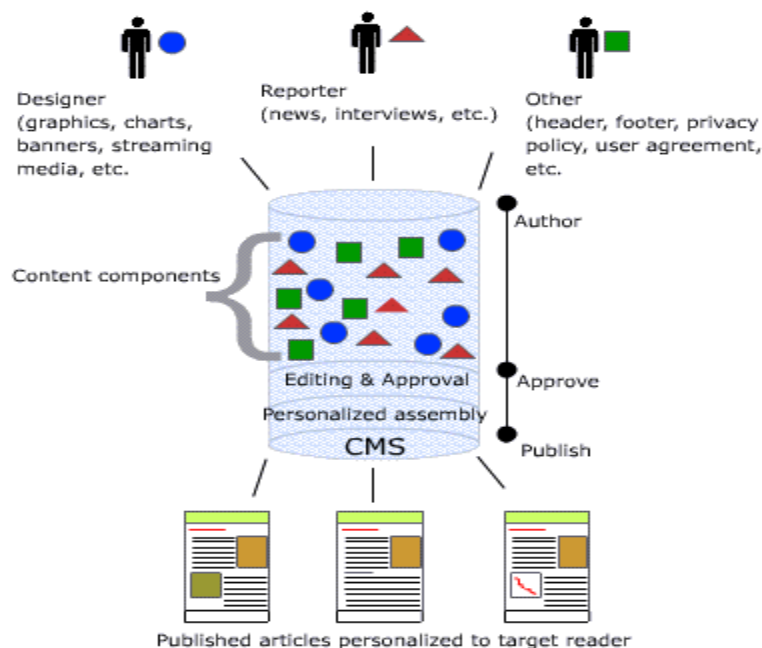 Designer
(graphics, charts,
banners, streaming
media, etc.
Reporter
(news, interviews, etc.)
Other
(header, footer, privacy
policy, user agreement,
etc.
Author
Content components
Editing & Approval
Approve
Personalized assembly
CMS
Publish
Published articles personalized to target reader